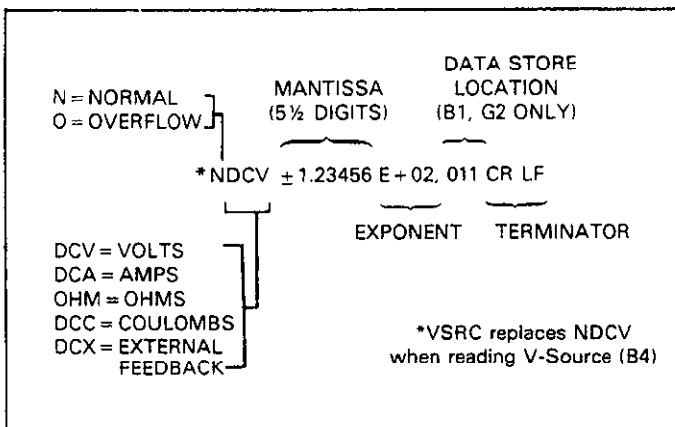 DATA STORE
MANTISSA LOCATION
N = NORMAL (5½ DIGITS) (B1, G2 ONLY)
O = OVERFLOW
*NDCV ± 1.23456 E + 02, 011 CR LF
EXPONENT TERMINATOR
DCV = VOLTS
DCA = AMPS
OHM = OHMS
DCC = COULOMBS
DCX = EXTERNAL
FEEDBACK
*VSRC replaces NDCV
when reading V-Source (B4)